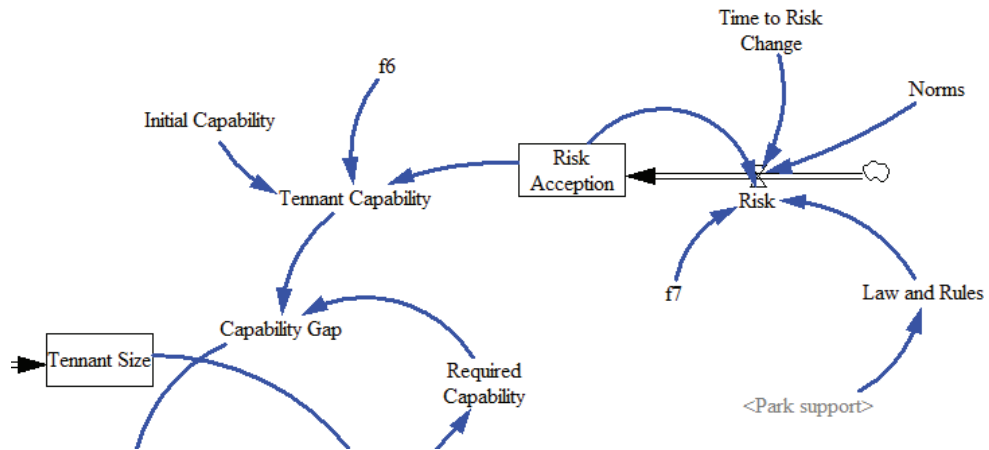 Time to Risk
Change
f6
Norms
Initial Capability
Risk
Acception
Tennant Capability
Risk
f7
Law and Rules
Capability Gap
Tennant Size
Required
Capability
<Park support>